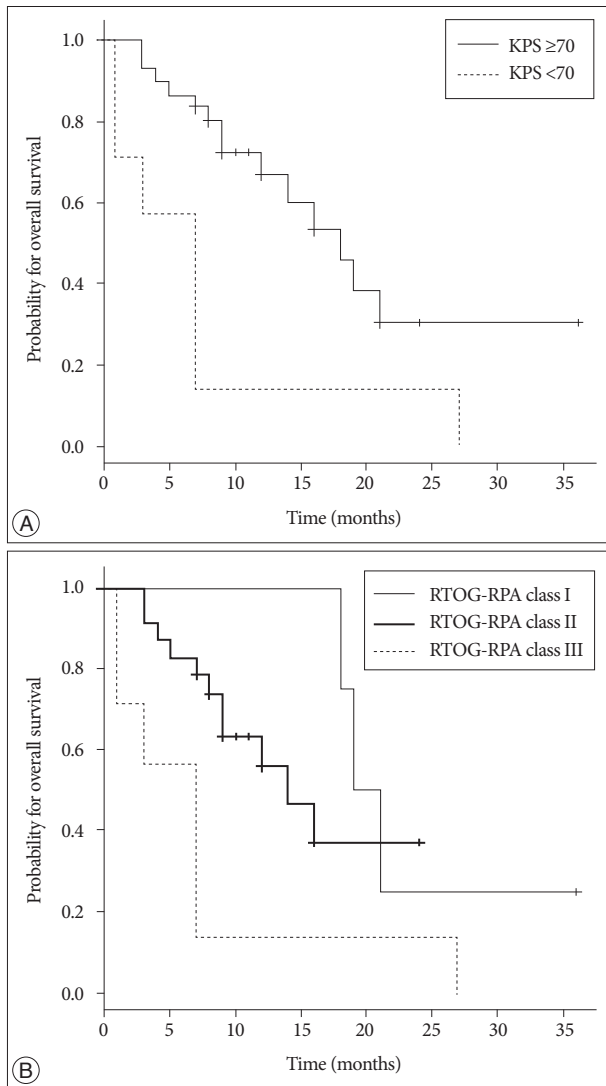 1.0
0.8
0.6
0.4
0.2
0.0
Probability for overall survival
KPS ≥70
KPS <70
0 5 10 15 20 25 30 35
Time (months)
A
1.0
0.8
0.6
0.4
0.2
0.0
Probability for overall survival
RTOG-RPA class I
RTOG-RPA class II
RTOG-RPA class III
0 5 10 15 20 25 30 35
Time (months)
B